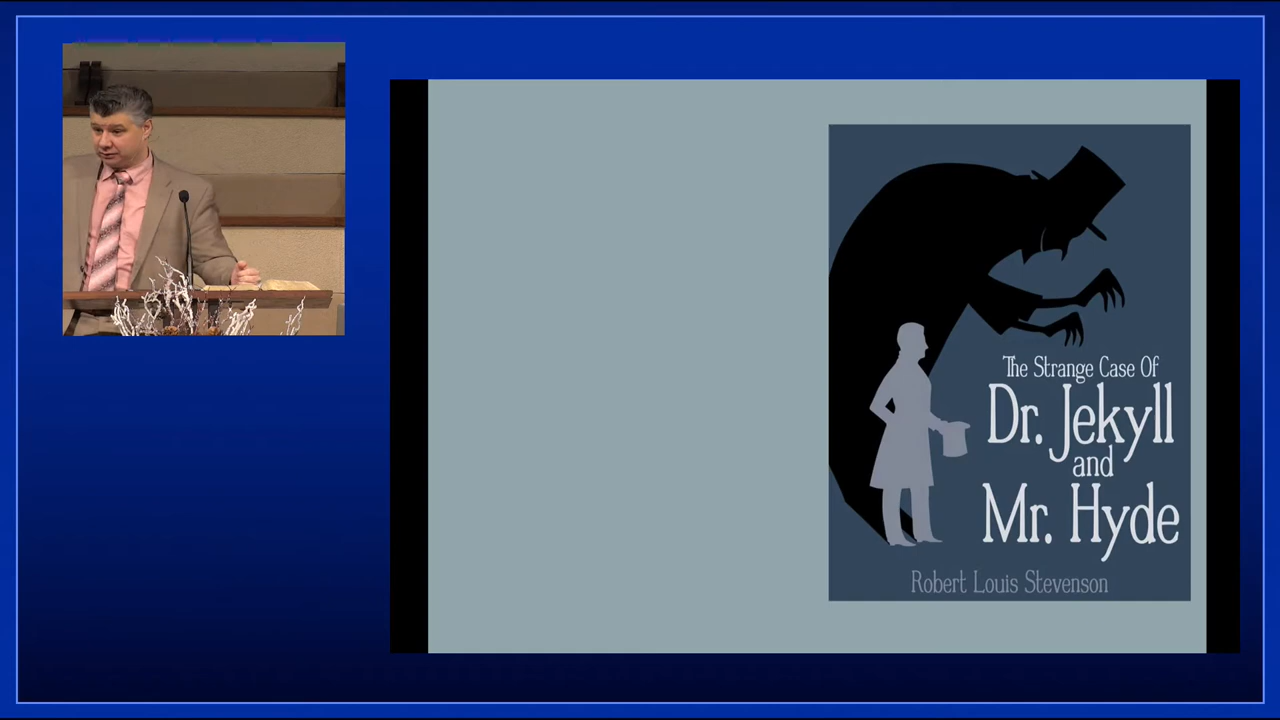 The Strange Case Of
Dr. Jekyll
and
Mr. Hyde
Robert Louis Stevenson